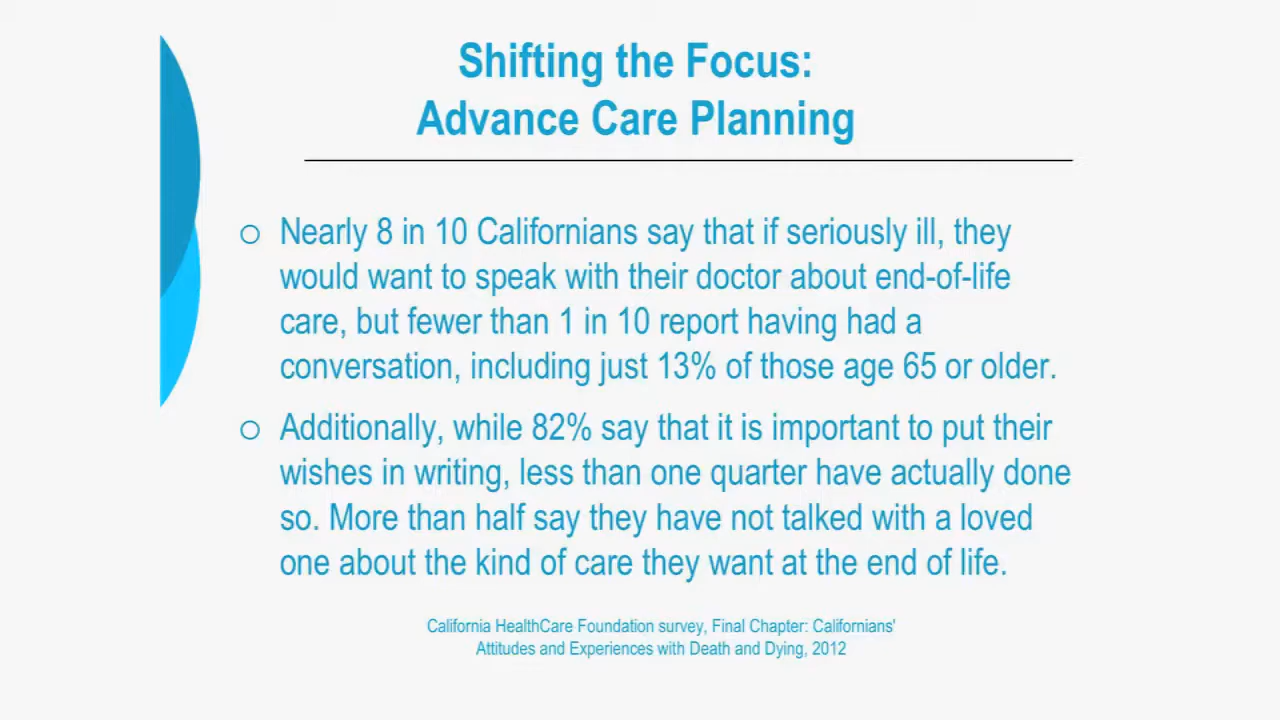 Shifting the Focus:
Advance Care Planning
Nearly 8 in 10 Californians say that if seriously ill, they
would want to speak with their doctor about end-of-life
care, but fewer than 1 in 10 report having had a
conversation, including just 13% of those age 65 or older.
Additionally, while 82% say that it is important to put their
wishes in writing, less than one quarter have actually done
so. More than half say they have not talked with a loved
one about the kind of care they want at the end of life.
California HealthCare Foundation survey, Final Chapter: Californians'
Attitudes and Experiences with Death and Dying, 2012